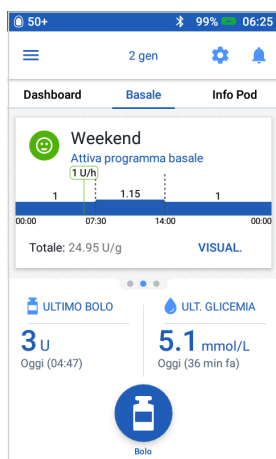 50+ 99% 06:25
2 gen
Dashboard Basale Info Pod
Weekend
Attiva programma basale
1 U/h
1 1.15 1
00:00 07:30 14:00 00:00
Totale: 24.95 U/g VISUAL.
ULTIMO BOLO ULT. GLICEMIA
3 U 5.1 mmol/L
Oggi (04:47) Oggi (36 min fa)
Bolo